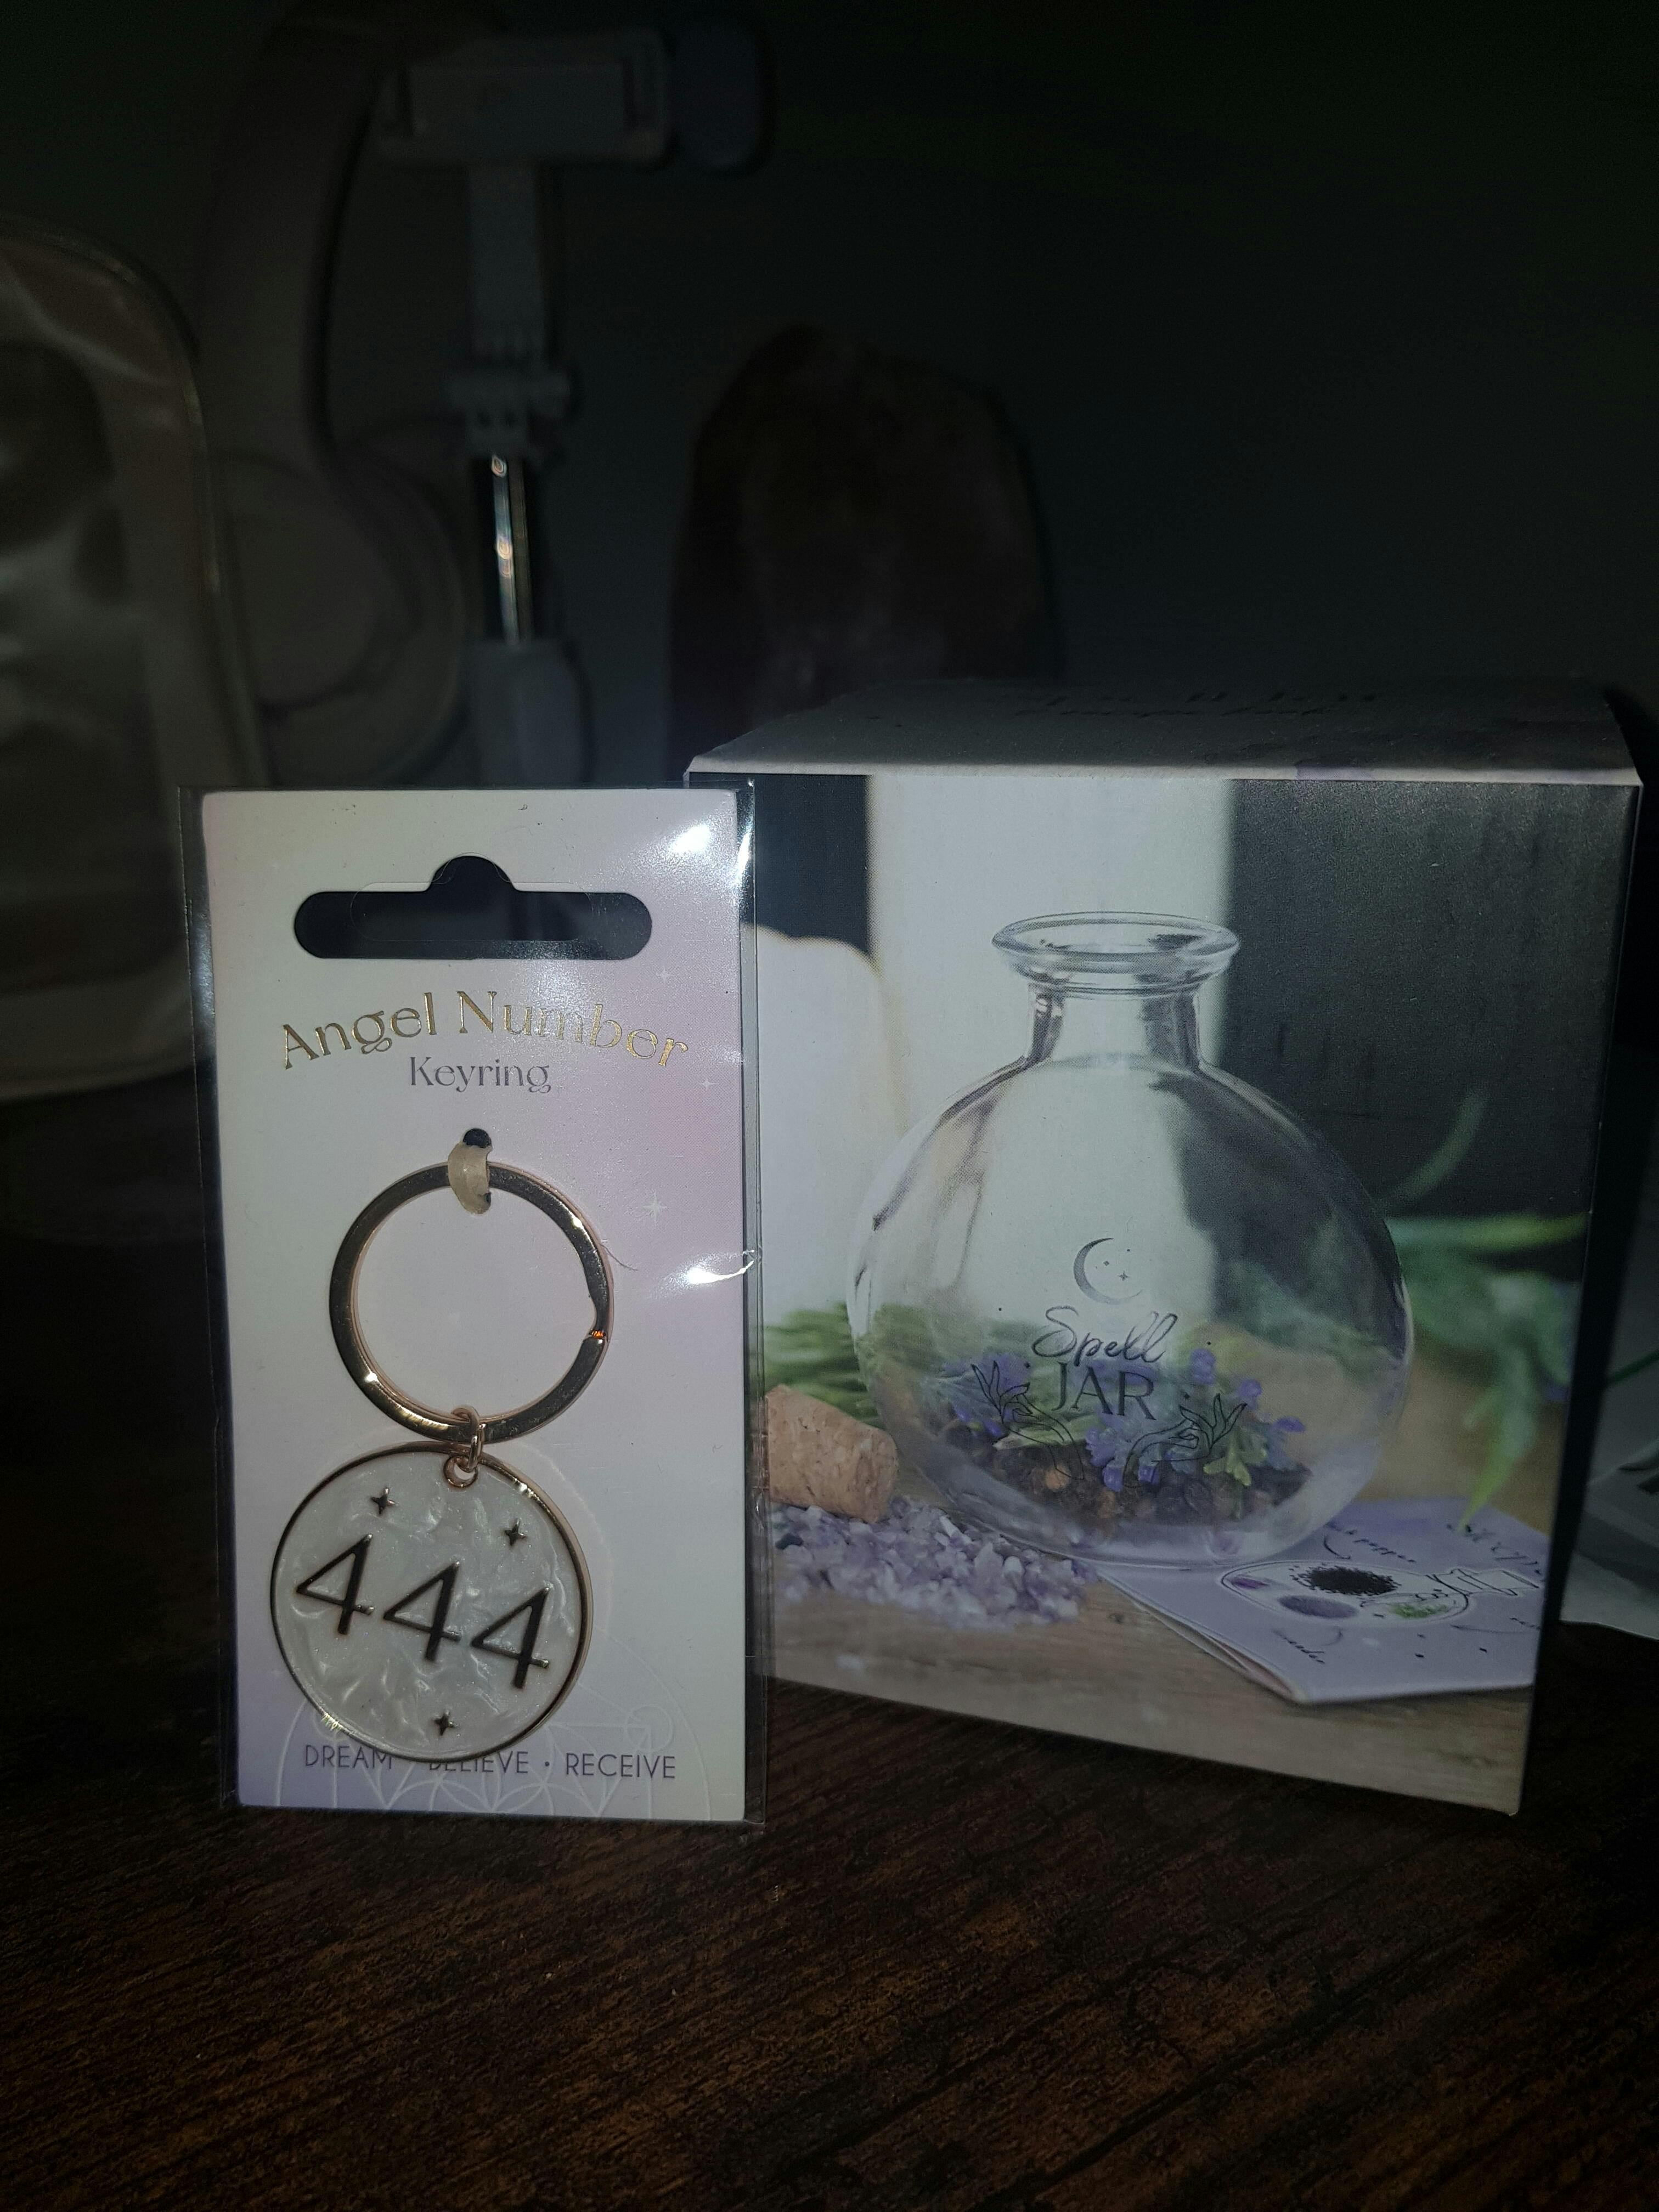 Angel Number
Keyring
444
DREAM · BELIEVE · RECEIVE
Spell
JAR